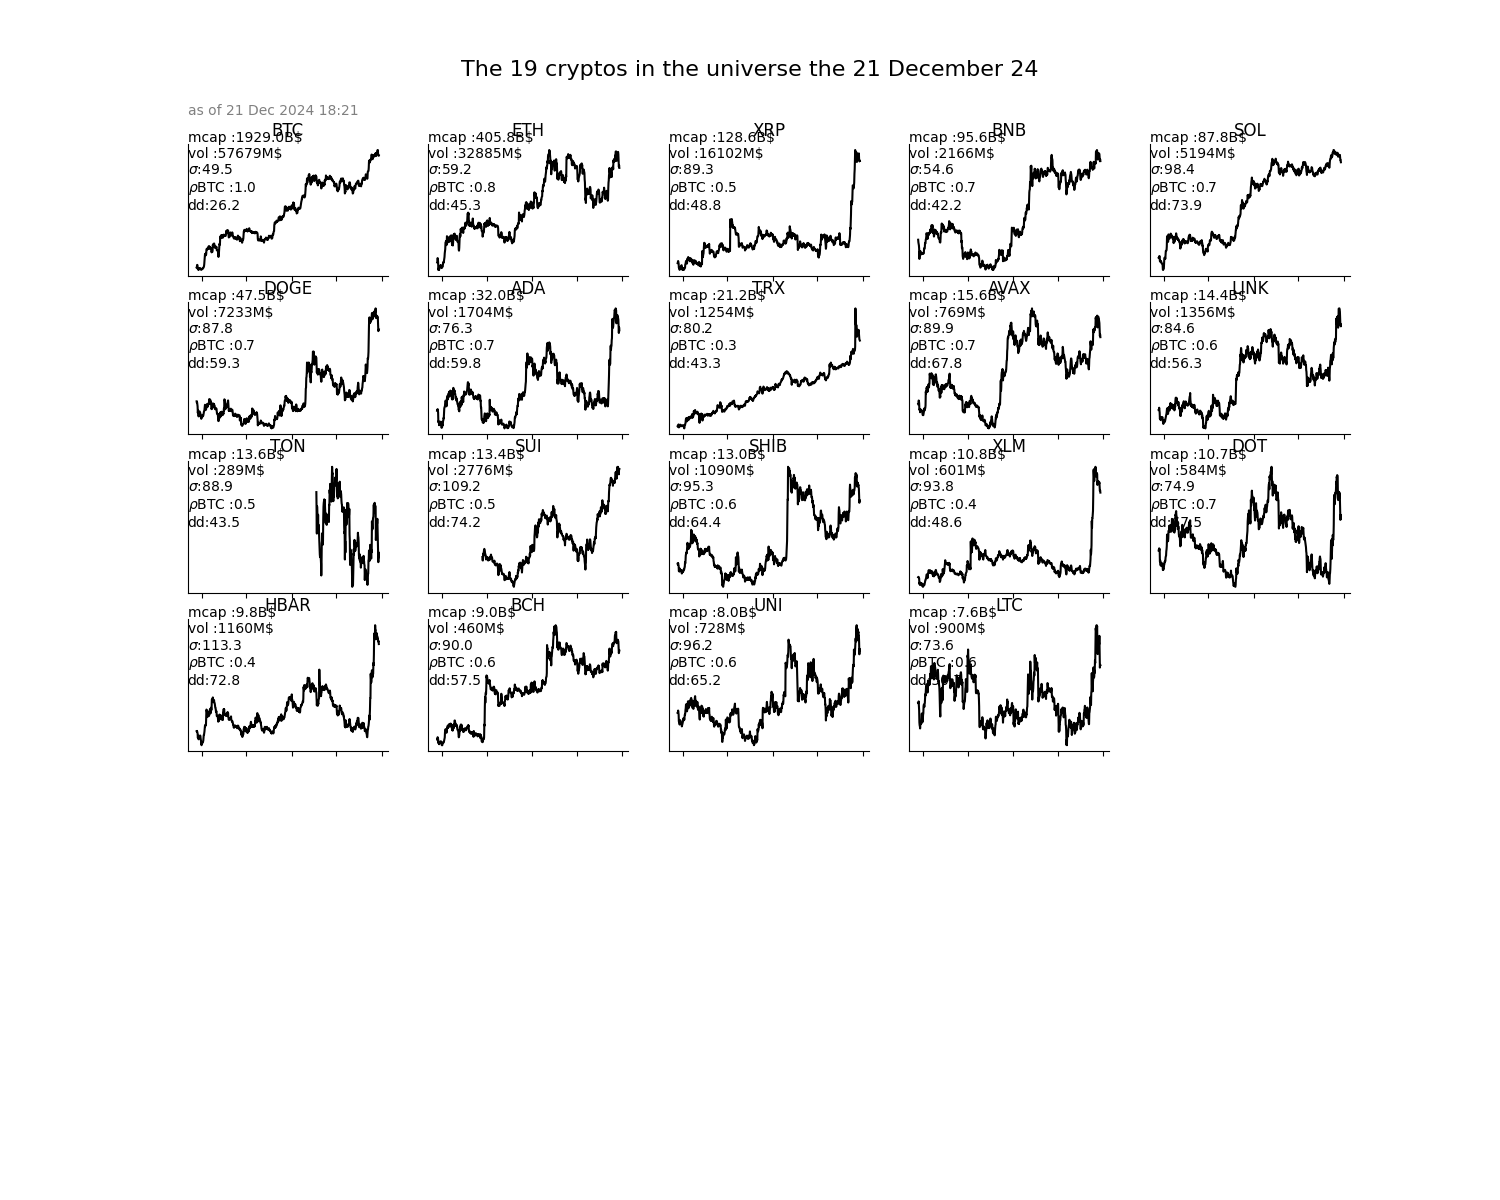 The 19 cryptos in the universe the 21 December 24
as of 21 Dec 2024 18:21
BTC
mcap :1929.0B$
vol :57679M$
σ:49.5
ρBTC :1.0
dd:26.2
ETH
mcap :405.8B$
vol :32885M$
σ:59.2
ρBTC :0.8
dd:45.3
XRP
mcap :128.6B$
vol :16102M$
σ:89.3
ρBTC :0.5
dd:48.8
BNB
mcap :95.6B$
vol :2166M$
σ:54.6
ρBTC :0.7
dd:42.2
SOL
mcap :87.8B$
vol :5194M$
σ:98.4
ρBTC :0.7
dd:73.9
DOGE
mcap :47.5B$
vol :7233M$
σ:87.8
ρBTC :0.7
dd:59.3
ADA
mcap :32.0B$
vol :1704M$
σ:76.3
ρBTC :0.7
dd:59.8
TRX
mcap :21.2B$
vol :1254M$
σ:80.2
ρBTC :0.3
dd:43.3
AVAX
mcap :15.6B$
vol :769M$
σ:89.9
ρBTC :0.7
dd:67.8
LINK
mcap :14.4B$
vol :1356M$
σ:84.6
ρBTC :0.6
dd:56.3
TON
mcap :13.6B$
vol :289M$
σ:88.9
ρBTC :0.5
dd:43.5
SUI
mcap :13.4B$
vol :2776M$
σ:109.2
ρBTC :0.5
dd:74.2
SHIB
mcap :13.0B$
vol :1090M$
σ:95.3
ρBTC :0.6
dd:64.4
XLM
mcap :10.8B$
vol :601M$
σ:93.8
ρBTC :0.4
dd:48.6
DOT
mcap :10.7B$
vol :584M$
σ:74.9
ρBTC :0.7
HBAR
mcap :9.8B$
vol :1160M$
σ:113.3
ρBTC :0.4
dd:72.8
BCH
mcap :9.0B$
vol :460M$
σ:90.0
ρBTC :0.6
dd:57.5
UNI
mcap :8.0B$
vol :728M$
σ:96.2
ρBTC :0.6
dd:65.2
LTC
mcap :7.6B$
vol :900M$
σ:73.6
ρBTC :0.6